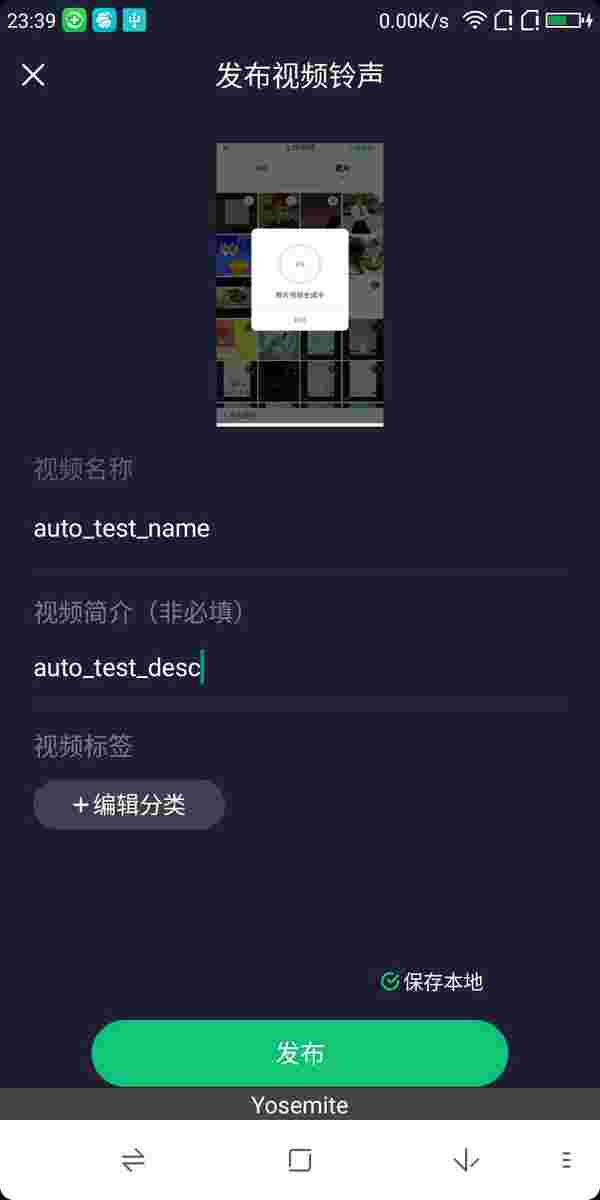 23:39
0.00K/s
发布视频铃声
视频名称
auto_test_name
视频简介（非必填）
auto_test_desc
视频标签
+编辑分类
保存本地
发布
Yosemite